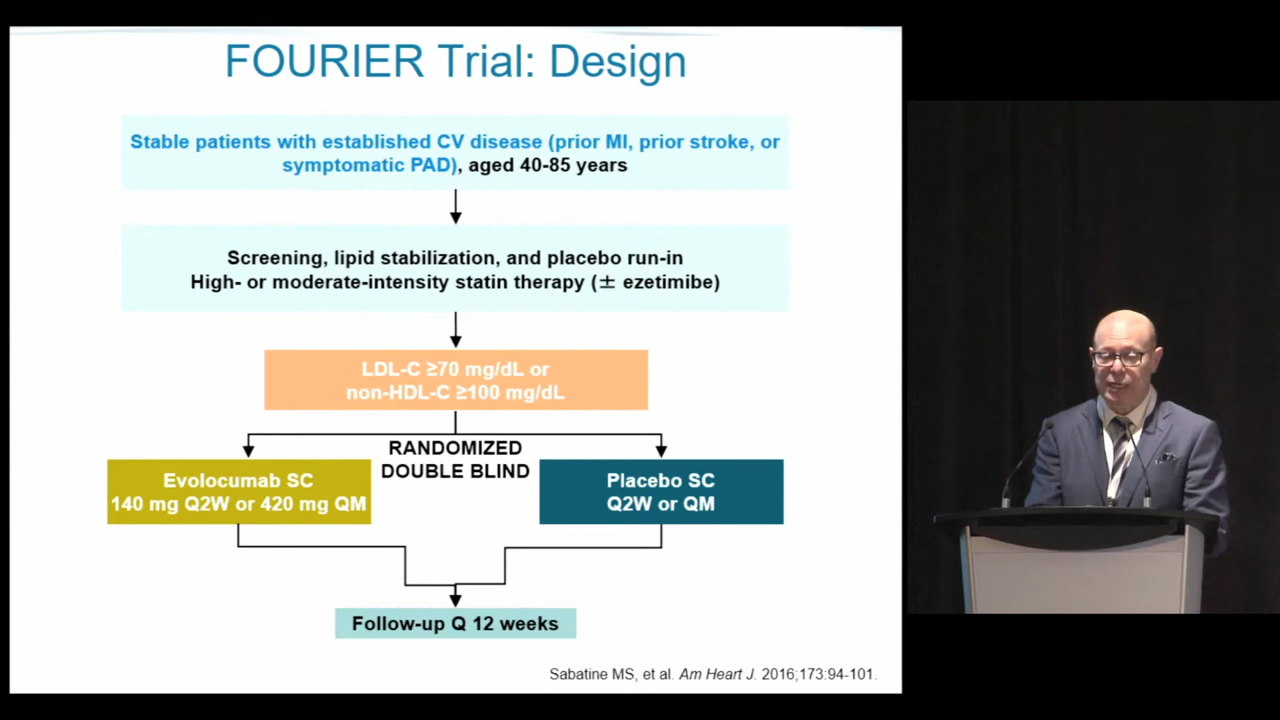 FOURIER Trial: Design
Stable patients with established CV disease (prior MI, prior stroke, or
symptomatic PAD), aged 40-85 years
Screening, lipid stabilization, and placebo run-in
High- or moderate-intensity statin therapy (± ezetimibe)
LDL-C ≥70 mg/dL or
non-HDL-C ≥100 mg/dL
RANDOMIZED
DOUBLE BLIND
Evolocumab SC
140 mg Q2W or 420 mg QM
Placebo SC
Q2W or QM
Follow-up Q 12 weeks
Sabatine MS, et al. Am Heart J. 2016;173:94-101.